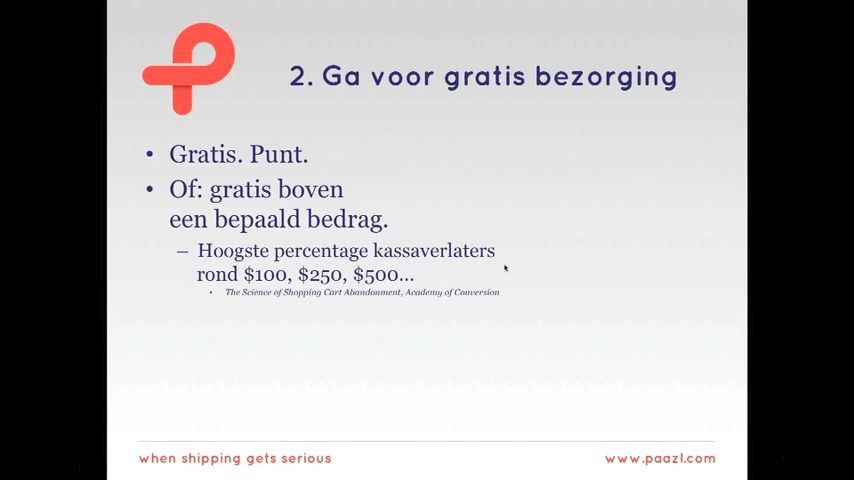 2. Ga voor gratis bezorging
• Gratis. Punt.
• Of: gratis boven
een bepaald bedrag.
– Hoogste percentage kassaverlaters
rond $100, $250, $500...
• The Science of Shopping Cart Abandonment, Academy of Conversion
when shipping gets serious
www.paazl.com